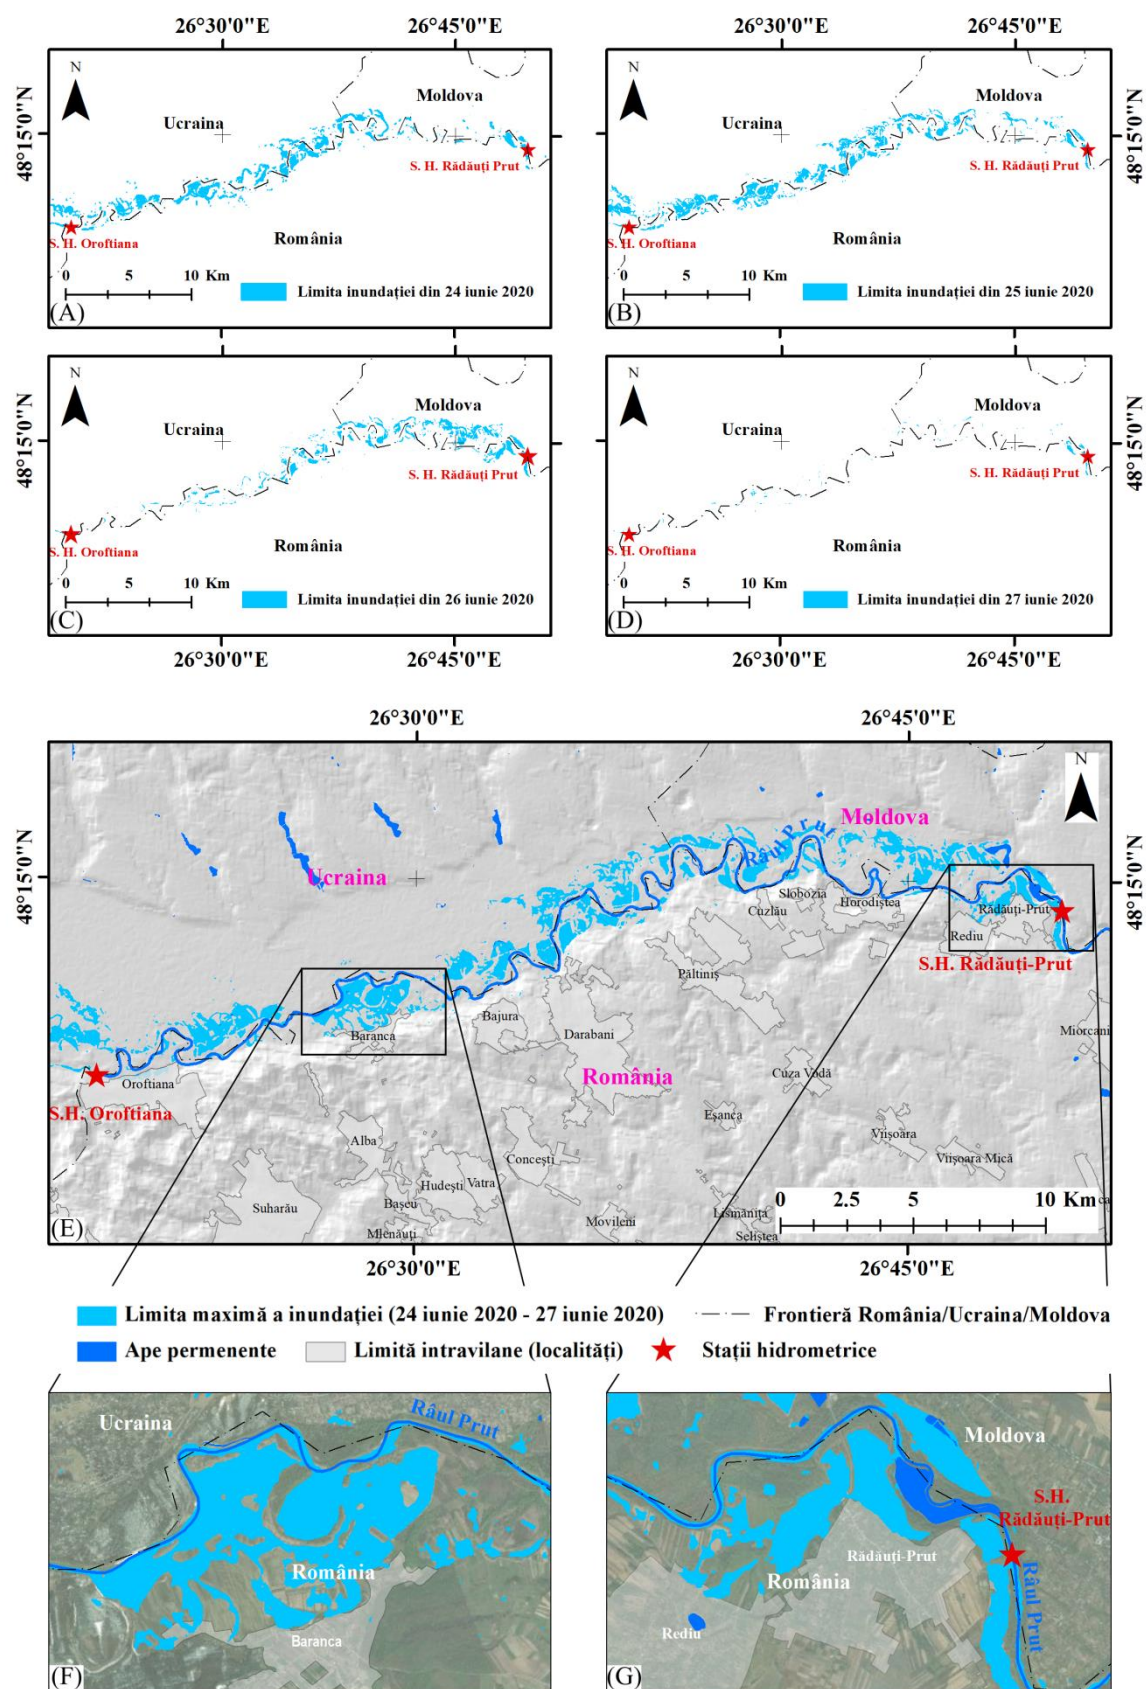 26°30'0"E 26°45'0"E 26°30'0"E 26°45'0"E
48°15'0"N
N
Moldova
Ucraina
S. H. Rădăuți Prut
S. H. Oroftiana
România
0 5 10 Km
Limita inundației din 24 iunie 2020
(A)
N
Moldova
Ucraina
S. H. Rădăuți Prut
S. H. Oroftiana
România
0 5 10 Km
Limita inundației din 25 iunie 2020
(B)
48°15'0"N
48°15'0"N
N
Moldova
Ucraina
S. H. Rădăuți Prut
S. H. Oroftiana
România
0 5 10 Km
Limita inundației din 26 iunie 2020
(C)
N
Moldova
Ucraina
S. H. Rădăuți Prut
S. H. Oroftiana
România
0 5 10 Km
Limita inundației din 27 iunie 2020
(D)
48°15'0"N
26°30'0"E 26°45'0"E 26°30'0"E 26°45'0"E
26°30'0"E 26°45'0"E
48°15'0"N
48°15'0"N
N
Moldova
Râul Prut
Ucraina
Slobozia
Cuzlău
Horodiștea
Rădăuți-Prut
Rediu
S.H. Rădăuți-Prut
Păltiniș
Bajura
Darabani
Baranca
Miorcani
Oroftiana
România
Cuza Vodă
S.H. Oroftiana
Eșanca
Viișoara
Alba
Concești
Viișoara Mică
Hudești
Vatra
Suharău
Bașeu
Movileni
Lismănița
Mlenăuți
Seliștea
ca
0 2.5 5 10 Km
(E)
26°30'0"E 26°45'0"E
Limita maximă a inundației (24 iunie 2020 - 27 iunie 2020) Frontieră România/Ucraina/Moldova
Ape permenente Limită intravilane (localități) Stații hidrometrice
Ucraina
Râul Prut
România
Baranca
(F)
Moldova
S.H.
Rădăuți-Prut
Rădăuți-Prut
România
Râul Prut
Rediu
(G)